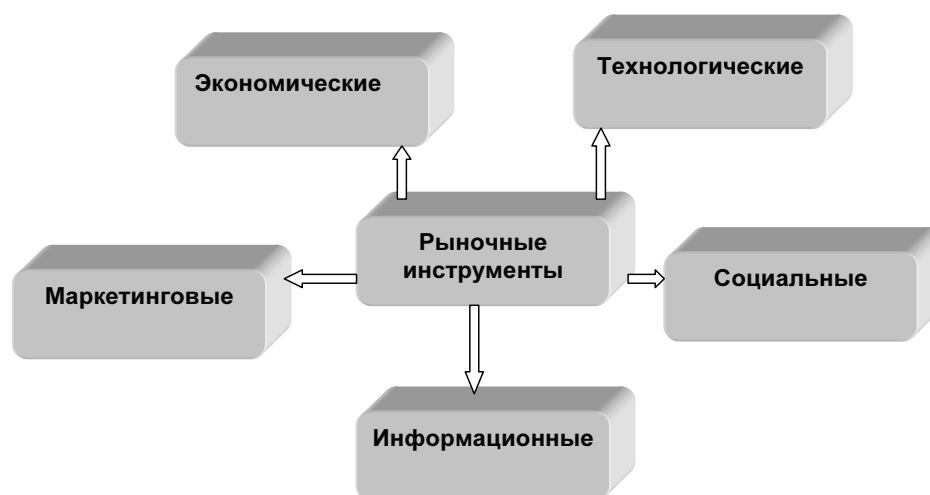 Экономические
Технологические
Рыночные
инструменты
Маркетинговые
Социальные
Информационные